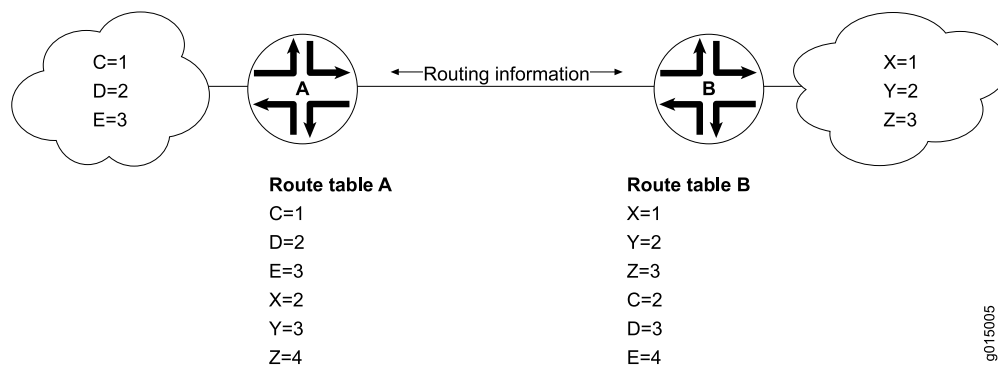 C=1
D=2
E=3
A
Routing information
B
X=1
Y=2
Z=3
Route table A
C=1
D=2
E=3
X=2
Y=3
Z=4
Route table B
X=1
Y=2
Z=3
C=2
D=3
E=4
g015005